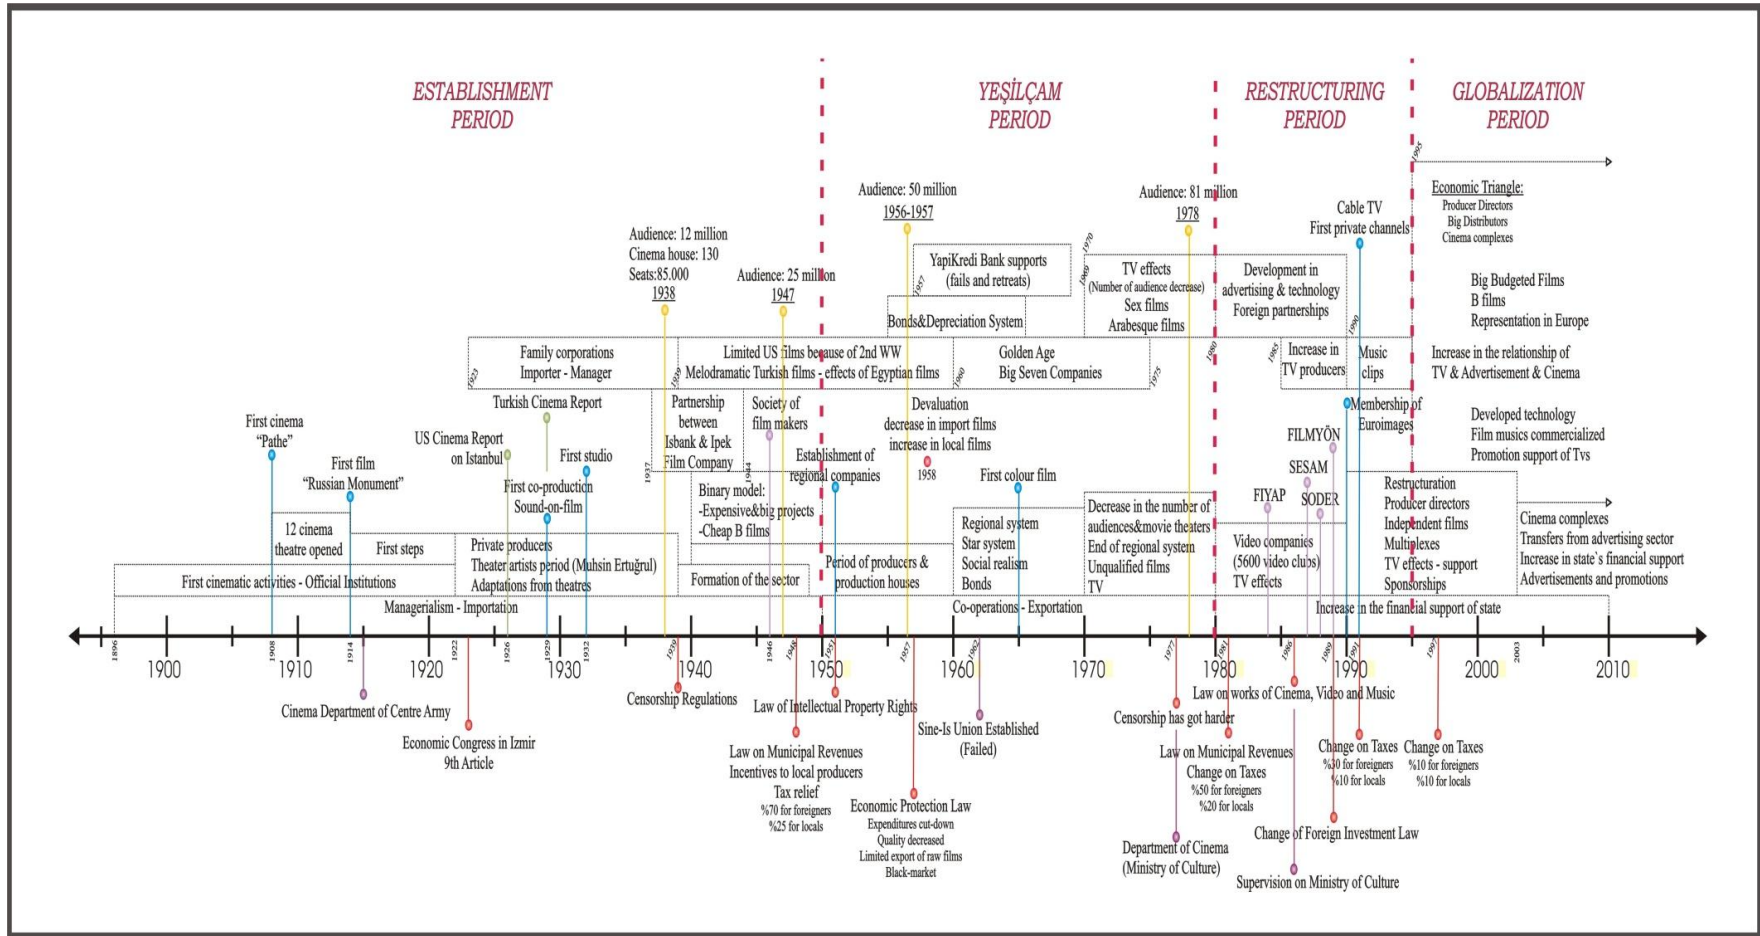 ESTABLISHMENT
PERIOD
YEŞİLÇAM
PERIOD
RESTRUCTURING
PERIOD
GLOBALIZATION
PERIOD
1995
Economic Triangle:
Producer Directors
Big Distributors
Cinema complexes
Audience: 50 million
1956-1957
Audience: 81 million
1978
Cable TV
First private channels
Audience: 12 million
Cinema house: 130
Seats:85.000
1938
Audience: 25 million
1947
YapiKredi Bank supports
(fails and retreats)
1957
1969
1970
TV effects
(Number of audience decrease)
Sex films
Arabesque films
Development in
advertising & technology
Foreign partnerships
Big Budgeted Films
B films
Representation in Europe
Bonds&Depreciation System
1923
Family corporations
Importer - Manager
1939
Limited US films because of 2nd WW
Melodramatic Turkish films - effects of Egyptian films
1960
Golden Age
Big Seven Companies
1975
1980
1985
Increase in
TV producers
1990
Music
clips
Increase in the relationship of
TV & Advertisement & Cinema
Turkish Cinema Report
US Cinema Report
on Istanbul
First cinema
“Pathe”
First film
“Russian Monument”
First studio
First co-production
Sound-on-film
1937
Partnership
between
Isbank & Ipek
Film Company
1944
Society of
film makers
Devaluation
decrease in import films
increase in local films
1958
Establishment of
regional companies
First colour film
Membership of
Euroimages
FILMYÖN
SESAM
FIYAP
SODER
Developed technology
Film musics commercialized
Promotion support of Tvs
12 cinema
theatre opened
First steps
First cinematic activities - Official Institutions
Private producers
Theater artists period (Muhsin Ertuğrul)
Adaptations from theatres
Binary model:
-Expensive&big projects
-Cheap B films
Formation of the sector
Period of producers &
production houses
Regional system
Star system
Social realism
Bonds
Decrease in the number of
audiences&movie theaters
End of regional system
Unqualified films
TV
Video companies
(5600 video clubs)
TV effects
Restructuration
Producer directors
Independent films
Multiplexes
TV effects - support
Sponsorships
Cinema complexes
Transfers from advertising sector
Increase in state`s financial support
Advertisements and promotions
Managerialism - Importation
Co-operations - Exportation
Increase in the financial support of state
1896
1900
1908
1910
1914
1920
1922
1926
1929
1930
1932
1939
1940
1946
1948
1950
1951
1957
1960
1962
1970
1977
1980
1981
1986
1989
1990
1991
1997
2000
2003
2010
Cinema Department of Centre Army
Economic Congress in Izmir
9th Article
Censorship Regulations
Law of Intellectual Property Rights
Law on Municipal Revenues
Incentives to local producers
Tax relief
%70 for foreigners
%25 for locals
Economic Protection Law
Expenditures cut-down
Quality decreased
Limited export of raw films
Black-market
Sine-Is Union Established
(Failed)
Censorship has got harder
Department of Cinema
(Ministry of Culture)
Law on Municipal Revenues
Change on Taxes
%50 for foreigners
%20 for locals
Law on works of Cinema, Video and Music
Supervision on Ministry of Culture
Change of Foreign Investment Law
Change on Taxes
%30 for foreigners
%10 for locals
Change on Taxes
%10 for foreigners
%10 for locals